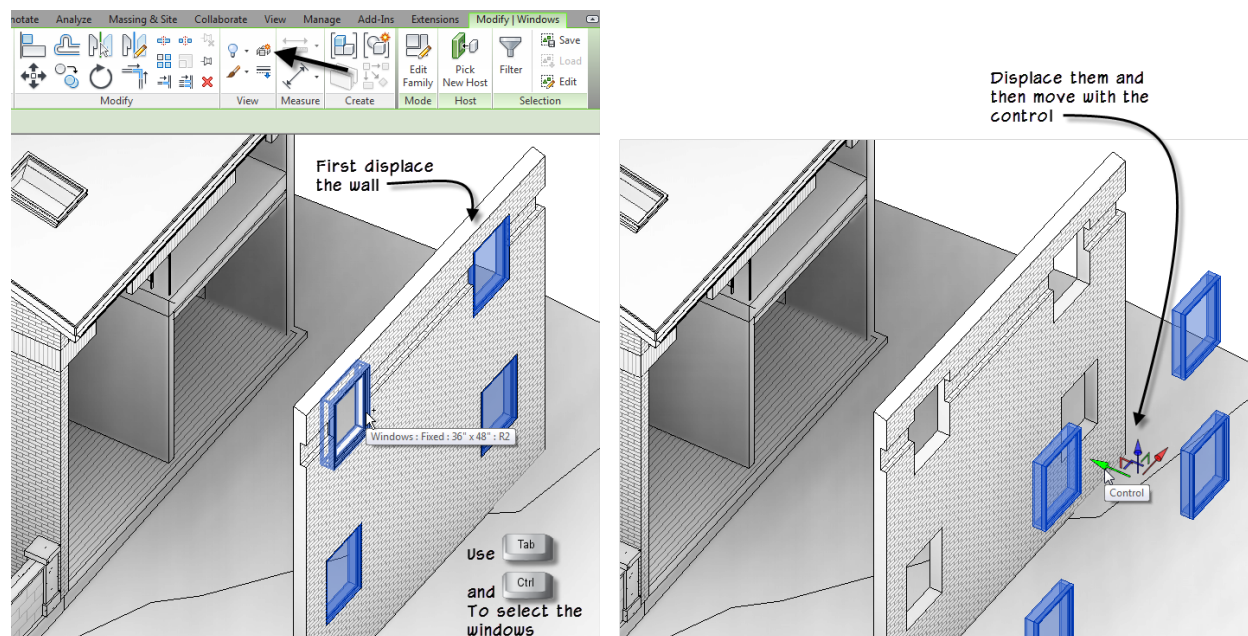 notate Analyze Massing & Site Collaborate View Manage Add-Ins Extensions Modify | Windows
Edit
Family
Pick
New Host
Filter
Save
Load
Edit
Modify View Measure Create Mode Host Selection
First displace
the wall
Windows : Fixed : 36" x 48" : R2
Use Tab
and Ctrl
To select the
windows
Displace them and
then move with the
control
Control